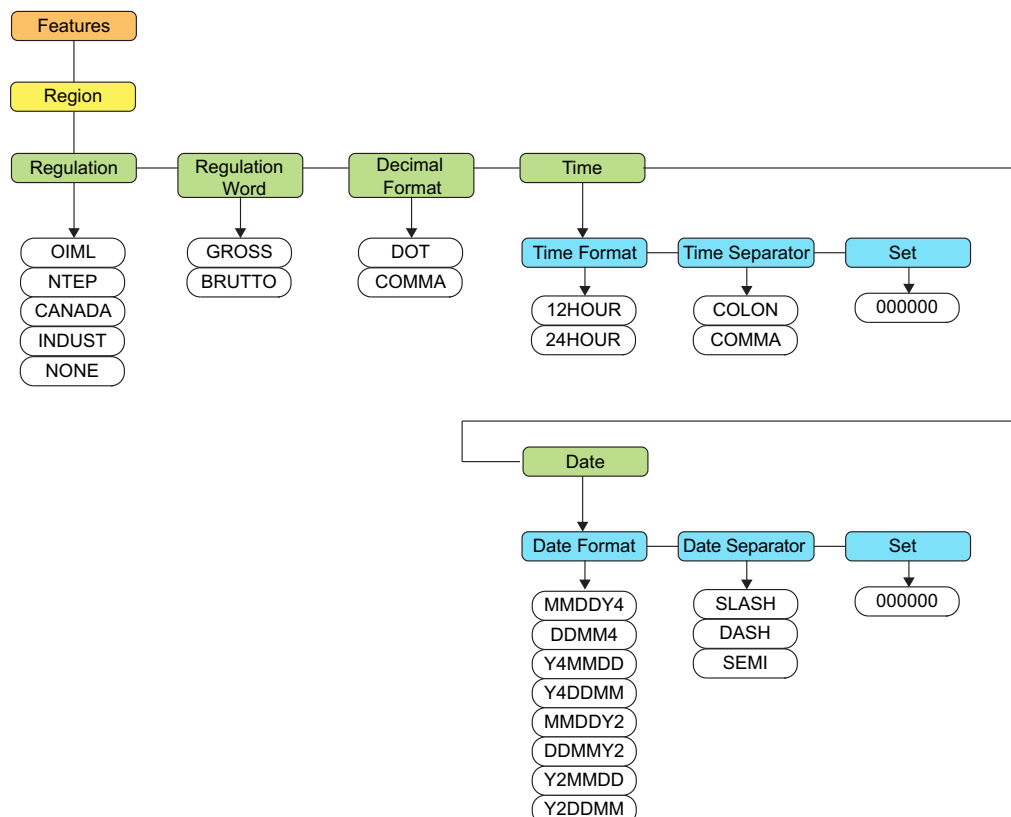 Features
Region
Regulation
Regulation
Word
Decimal
Format
Time
OIML
NTEP
CANADA
INDUST
NONE
GROSS
BRUTTO
DOT
COMMA
Time Format
Time Separator
Set
12HOUR
24HOUR
COLON
COMMA
000000
Date
Date Format
Date Separator
Set
MMDDY4
DDMM4
Y4MMDD
Y4DDMM
MMDDY2
DDMMY2
Y2MMDD
Y2DDMM
SLASH
DASH
SEMI
000000